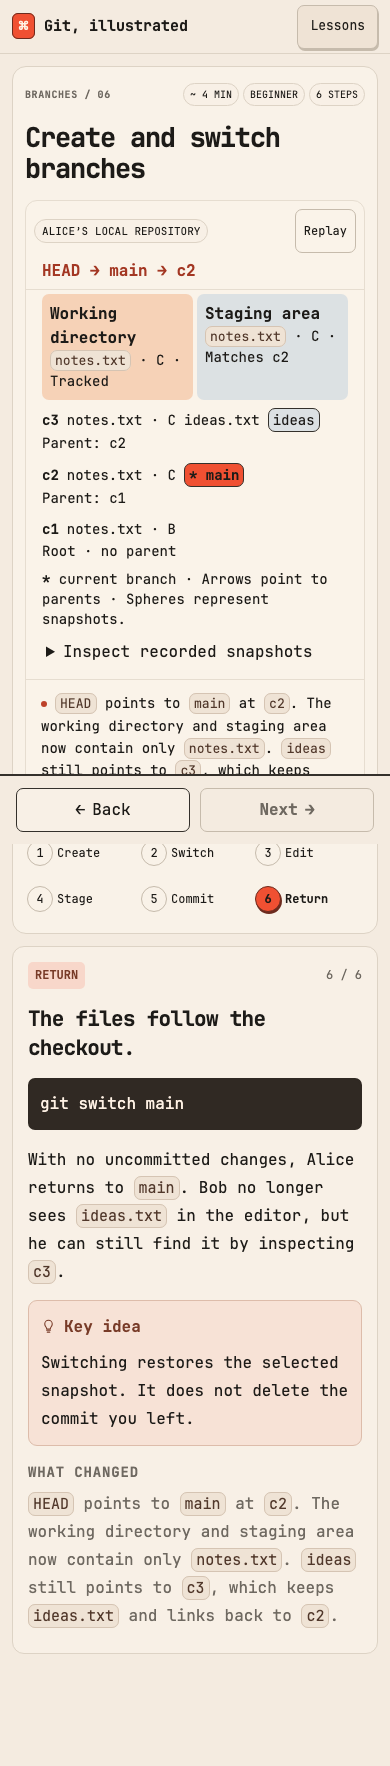 ⌘ Git, illustrated
Lessons
BRANCHES / 06
~ 4 MIN
BEGINNER
6 STEPS
Create and switch
branches
ALICE’S LOCAL REPOSITORY
Replay
HEAD → main → c2
Working
directory
notes.txt · C ·
Tracked
Staging area
notes.txt · C ·
Matches c2
c3 notes.txt · C ideas.txt ideas
Parent: c2
c2 notes.txt · C * main
Parent: c1
c1 notes.txt · B
Root · no parent
* current branch · Arrows point to
parents · Spheres represent
snapshots.
▶ Inspect recorded snapshots
• HEAD points to main at c2. The
working directory and staging area
now contain only notes.txt. ideas
still points to c3, which keeps
← Back
Next →
1 Create
2 Switch
3 Edit
4 Stage
5 Commit
6 Return
RETURN
6 / 6
The files follow the
checkout.
git switch main
With no uncommitted changes, Alice
returns to main. Bob no longer
sees ideas.txt in the editor, but
he can still find it by inspecting
c3.
Key idea
Switching restores the selected
snapshot. It does not delete the
commit you left.
WHAT CHANGED
HEAD points to main at c2. The
working directory and staging area
now contain only notes.txt. ideas
still points to c3, which keeps
ideas.txt and links back to c2.